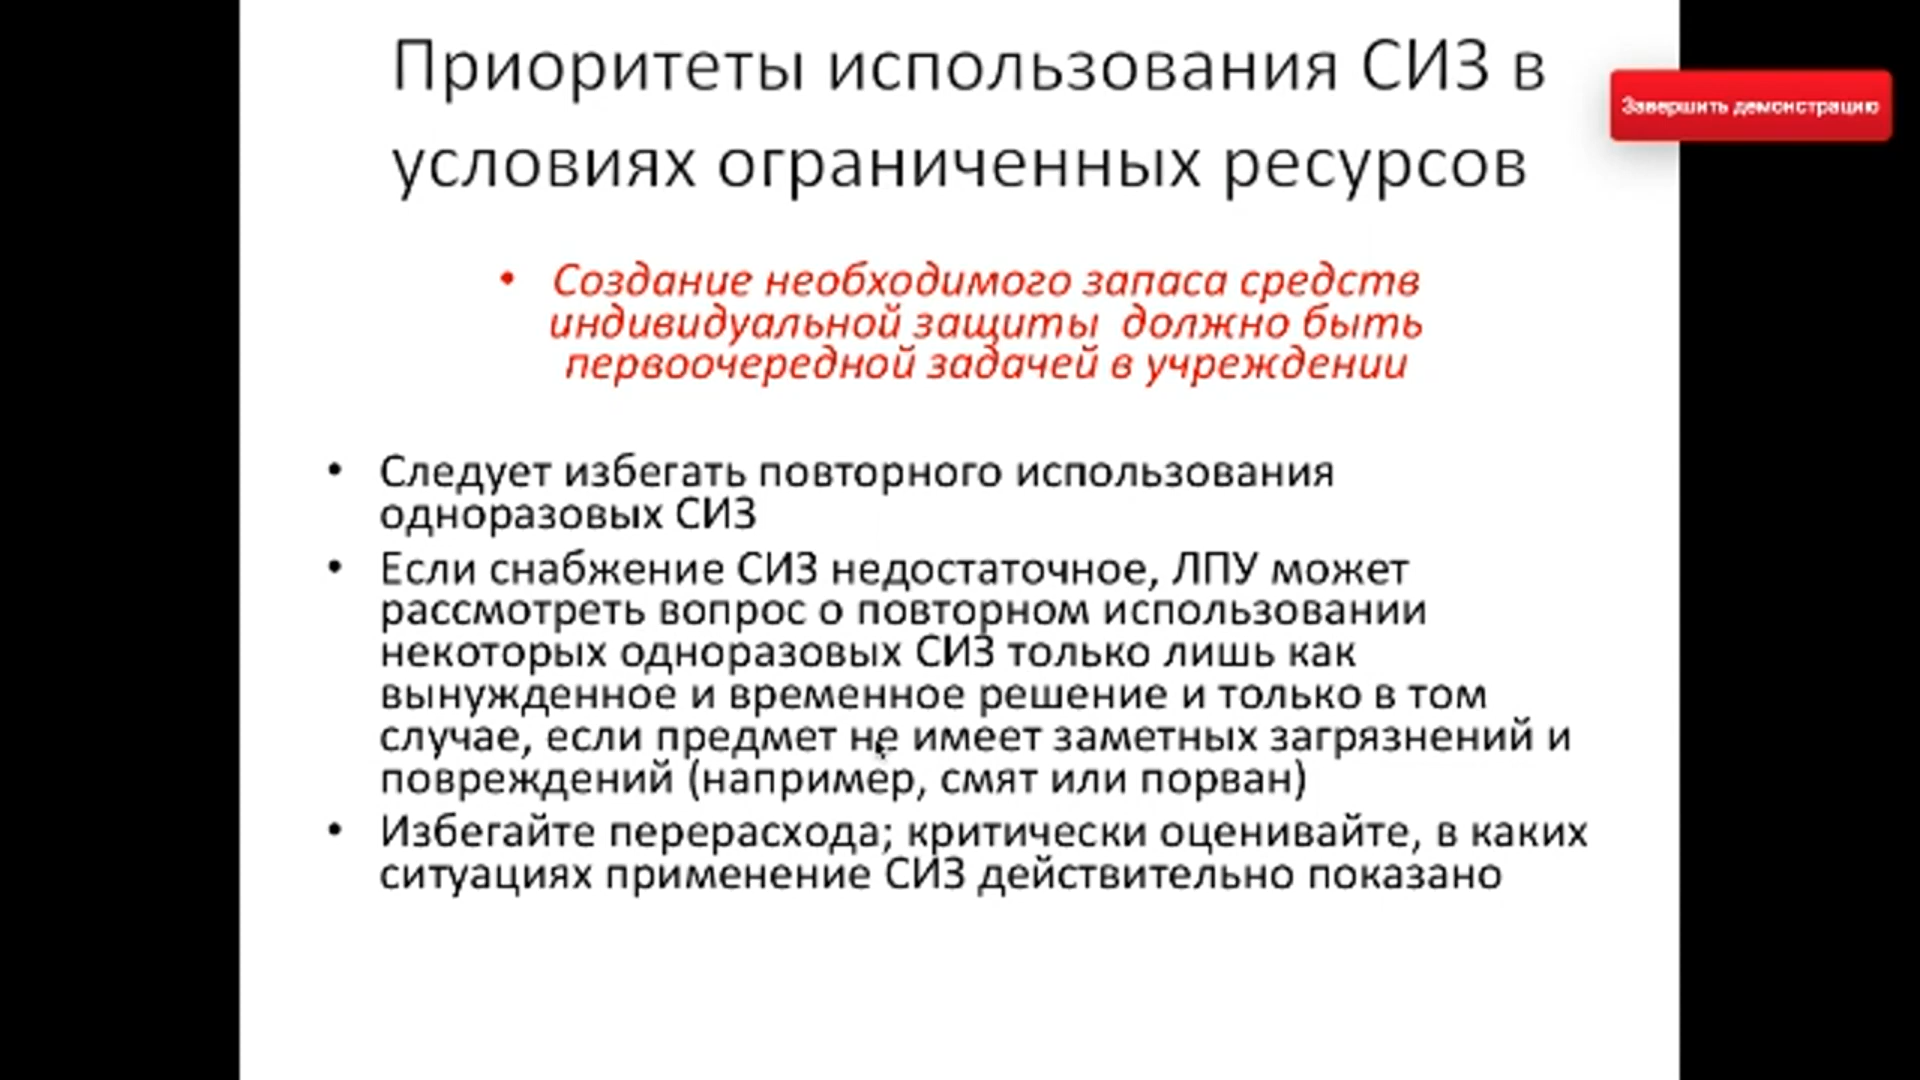 Приоритеты использования СИЗ в
условиях ограниченных ресурсов
Завершить демонстрацию
• Создание необходимого запаса средств
индивидуальной защиты должно быть
первоочередной задачей в учреждении
• Следует избегать повторного использования
одноразовых СИЗ
• Если снабжение СИЗ недостаточное, ЛПУ может
рассмотреть вопрос о повторном использовании
некоторых одноразовых СИЗ только лишь как
вынужденное и временное решение и только в том
случае, если предмет не имеет заметных загрязнений и
повреждений (например, смят или порван)
• Избегайте перерасхода; критически оценивайте, в каких
ситуациях применение СИЗ действительно показано